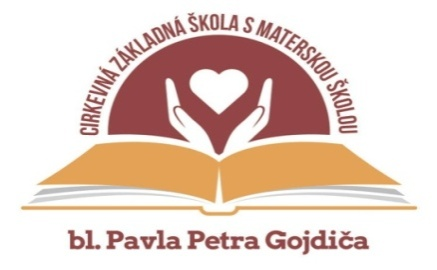 CIRKEVNÁ ZÁKLADNÁ ŠKOLA S MATERSKOU ŠKOLOU
bl. Pavla Petra Gojdiča